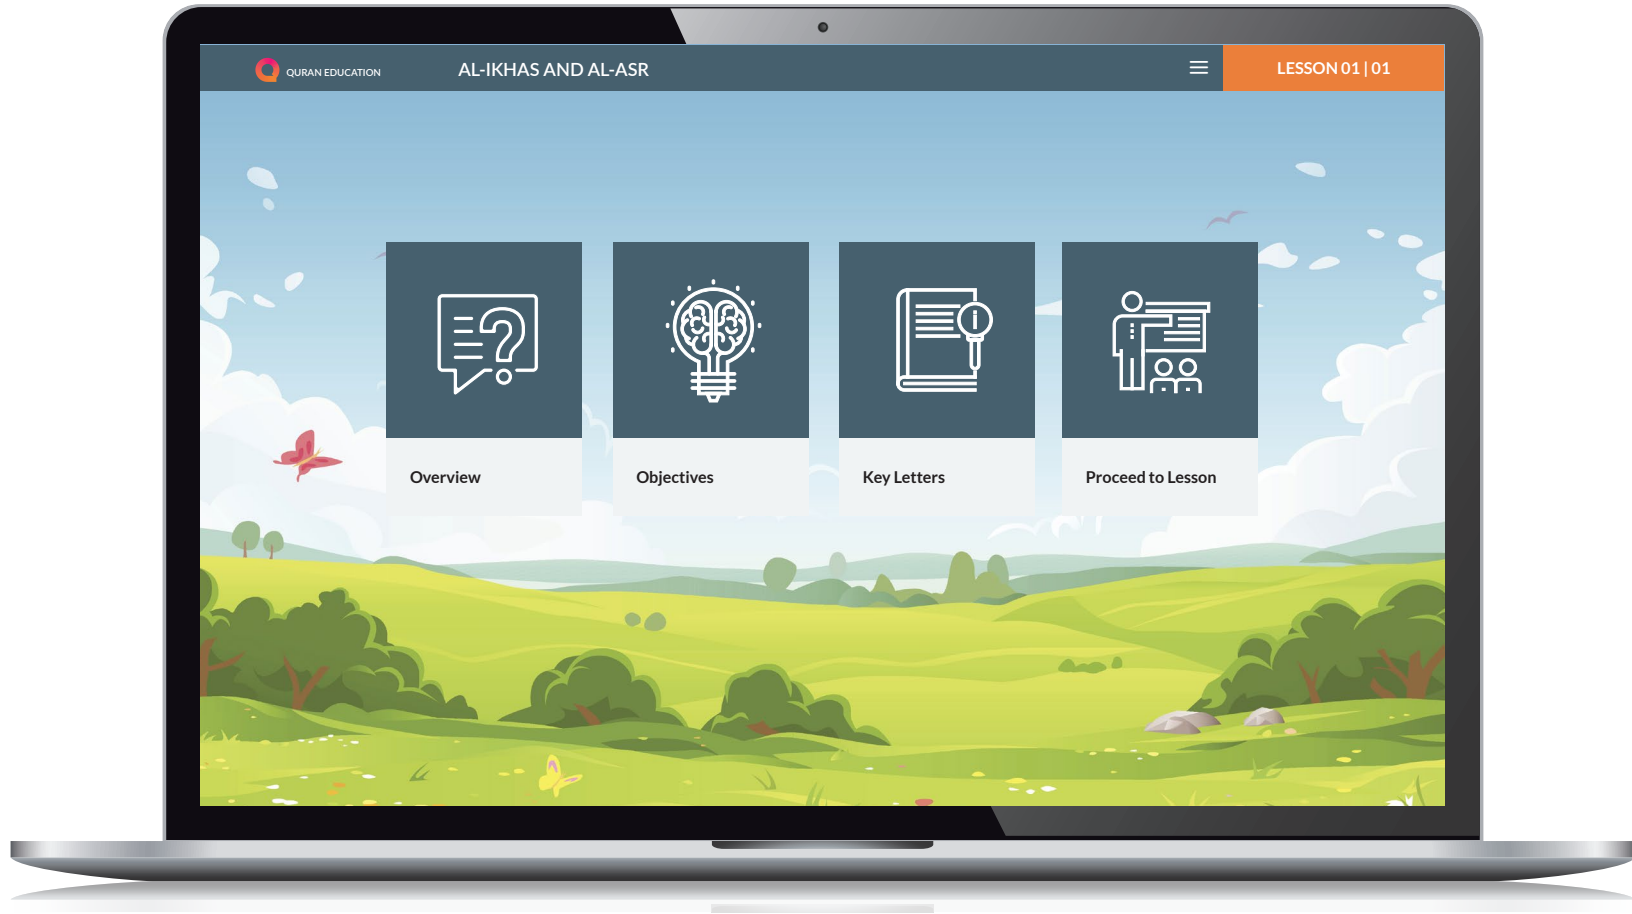 QURAN EDUCATION
AL-IKHAS AND AL-ASR
LESSON 01 | 01
Overview
Objectives
Key Letters
Proceed to Lesson